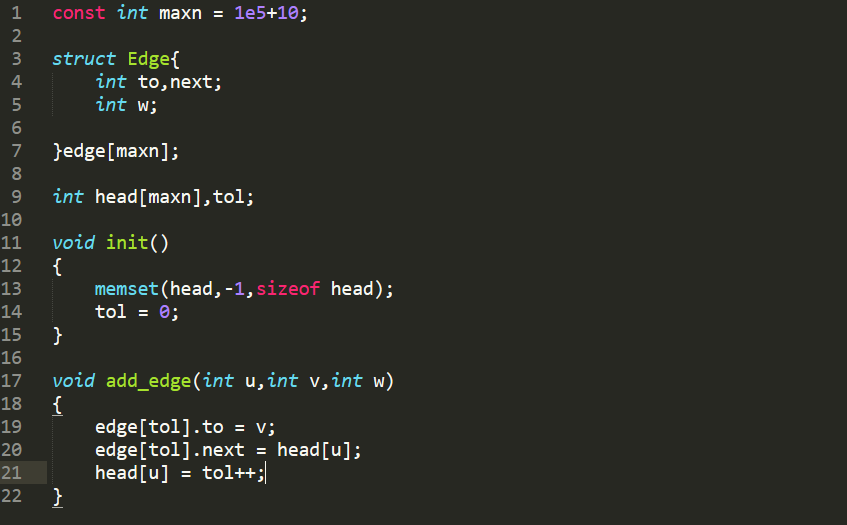 1 const int maxn = 1e5+10;
2
3 struct Edge{
4     int to,next;
5     int w;
6
7 }edge[maxn];
8
9 int head[maxn],tol;
10
11 void init()
12 {
13     memset(head,-1,sizeof head);
14     tol = 0;
15 }
16
17 void add_edge(int u,int v,int w)
18 {
19     edge[tol].to = v;
20     edge[tol].next = head[u];
21     head[u] = tol++;
22 }